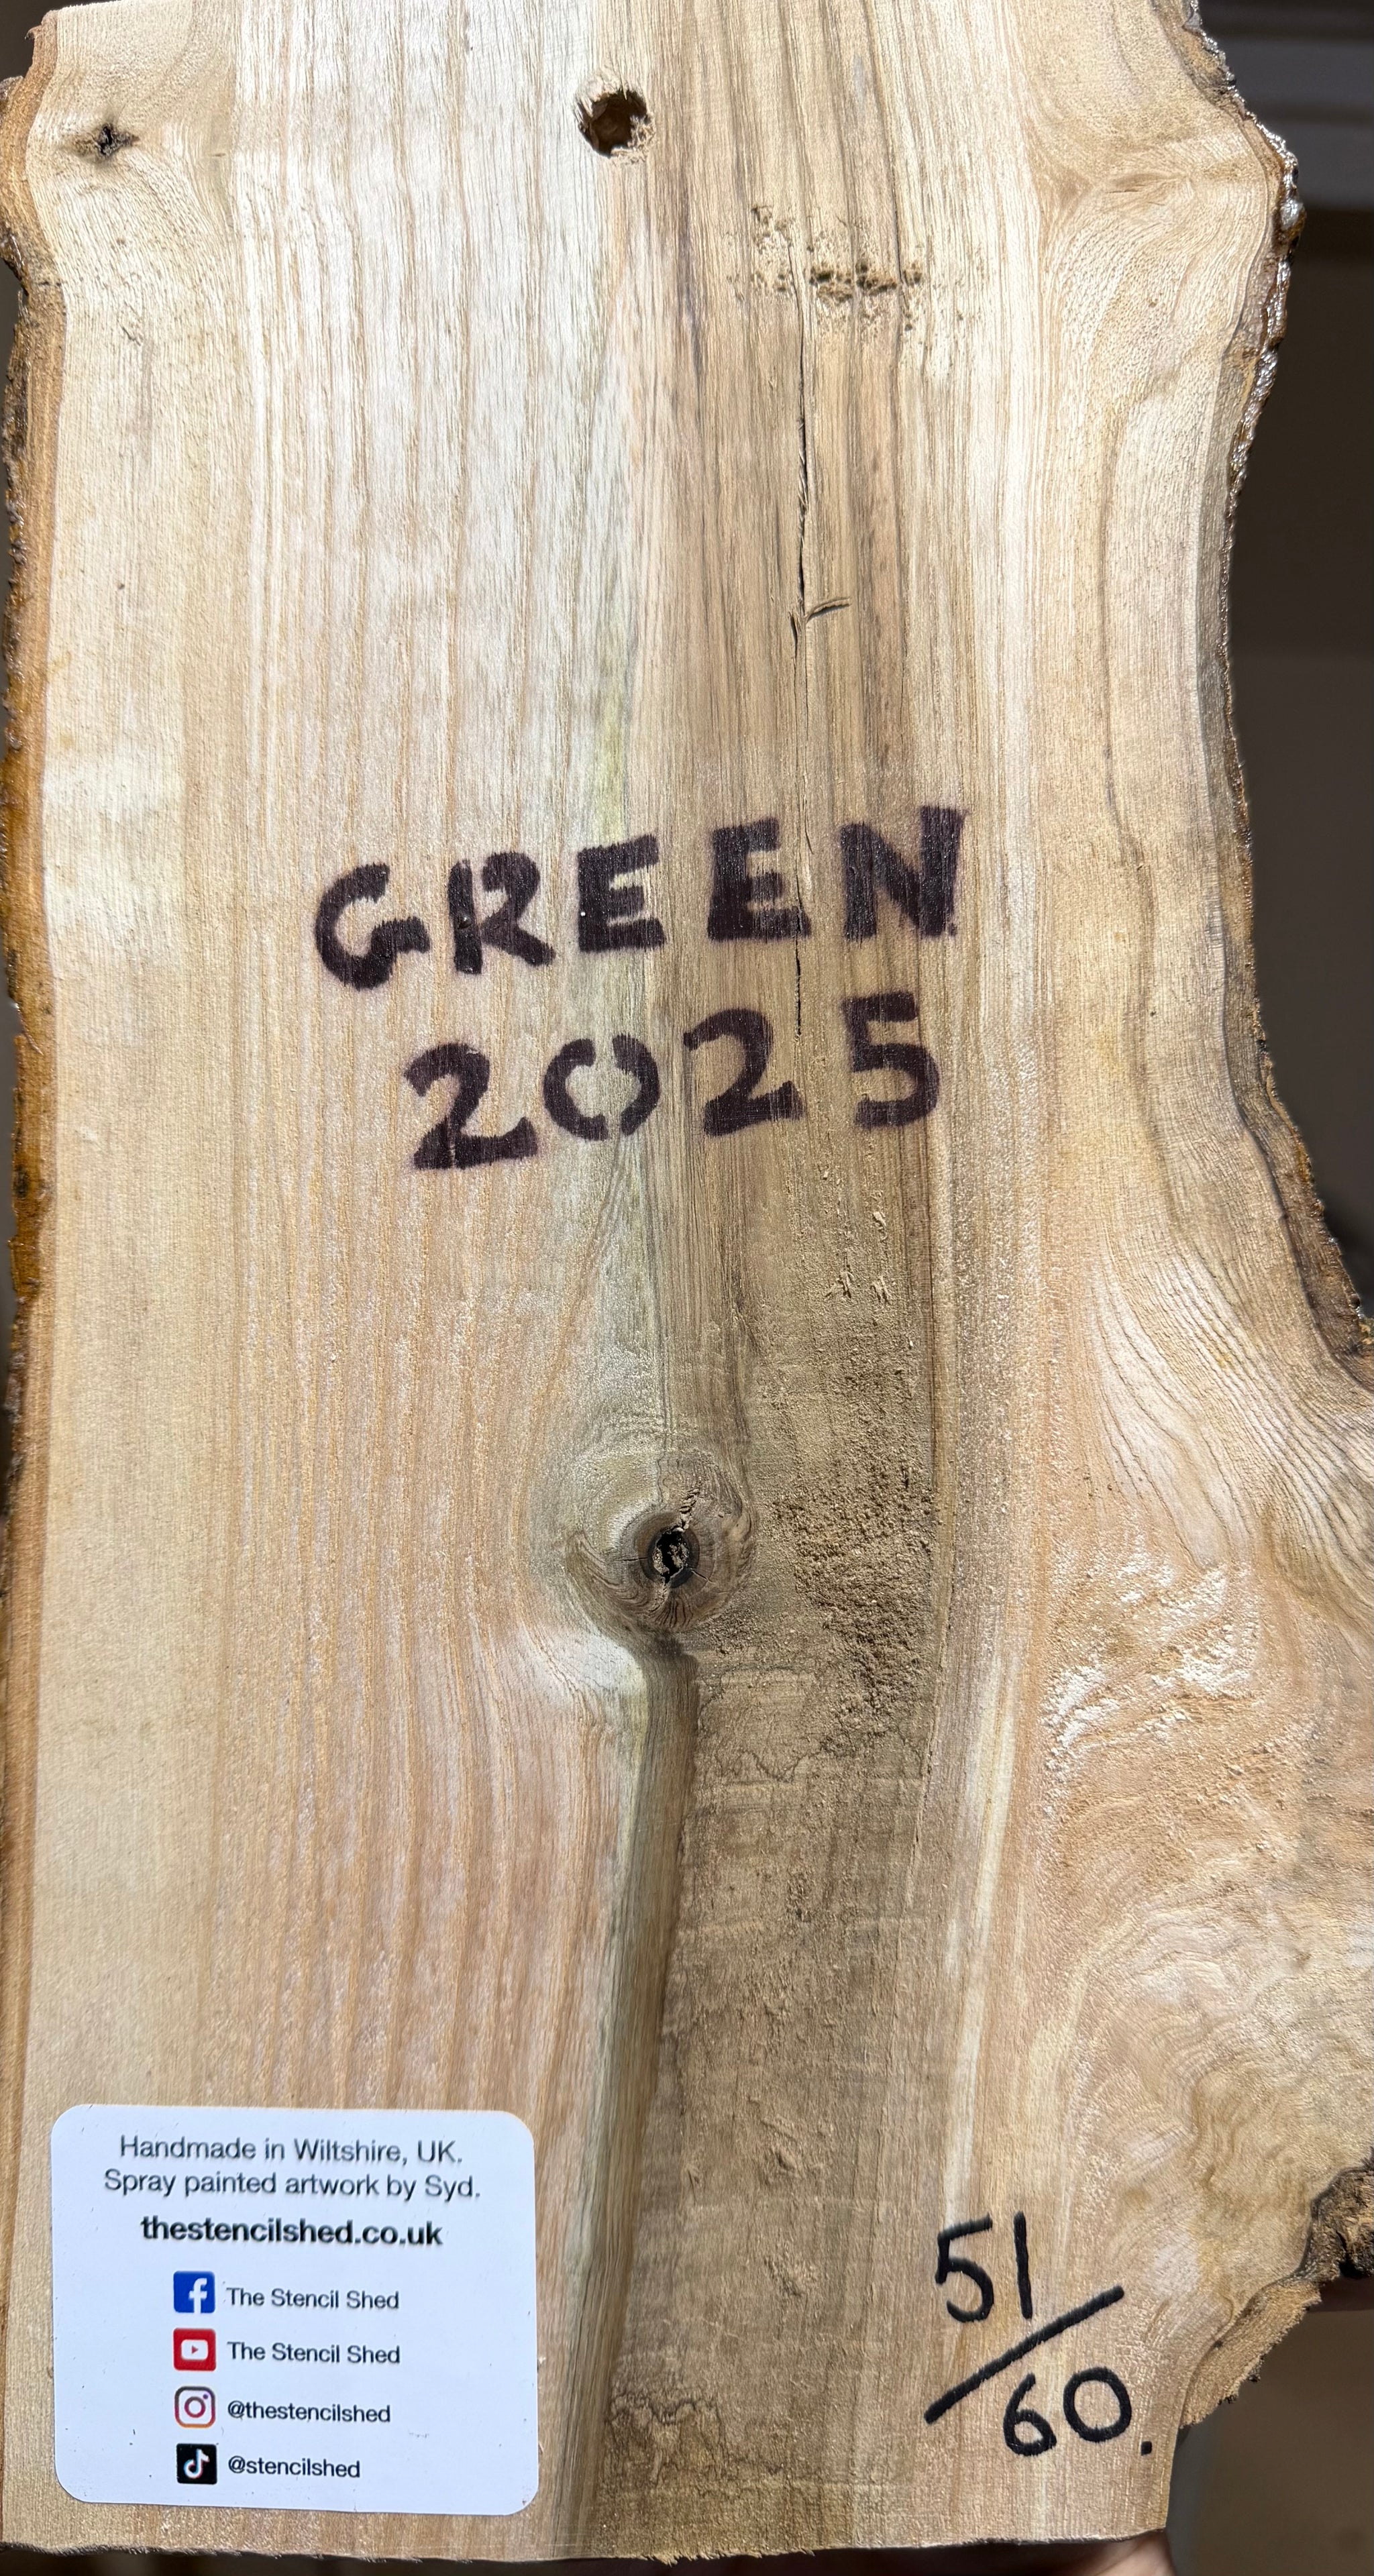 GREEN
2025
Handmade in Wiltshire, UK.
Spray painted artwork by Syd.
thestencilshed.co.uk
The Stencil Shed
The Stencil Shed
@thestencilshed
@stencilshed
51/60.